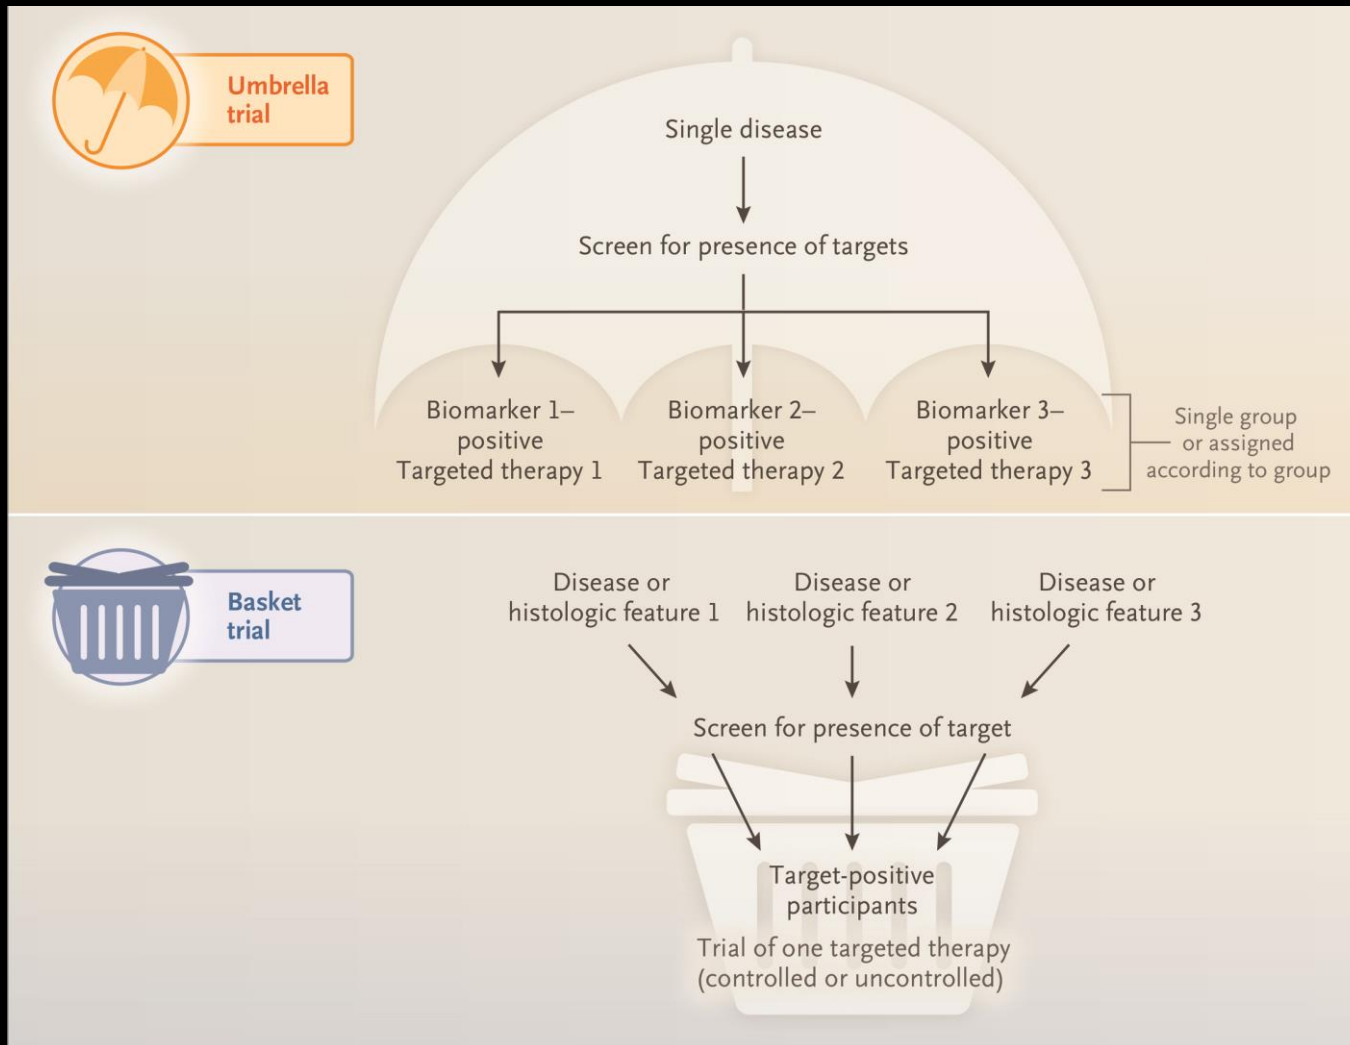 Umbrella
trial
Single disease
Screen for presence of targets
Biomarker 1–
positive
Targeted therapy 1
Biomarker 2–
positive
Targeted therapy 2
Biomarker 3–
positive
Targeted therapy 3
Single group
or assigned
according to group
Basket
trial
Disease or
histologic feature 1
Disease or
histologic feature 2
Disease or
histologic feature 3
Screen for presence of target
Target-positive
participants
Trial of one targeted therapy
(controlled or uncontrolled)